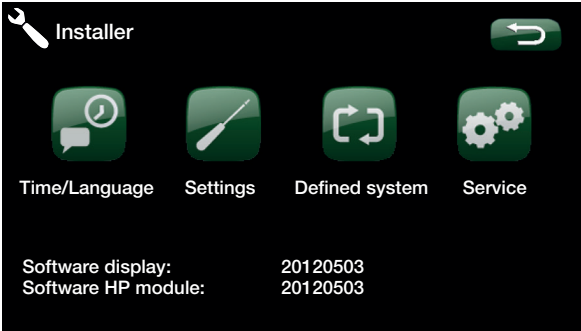 Installer
Time/Language Settings Defined system Service
Software display: 20120503
Software HP module: 20120503